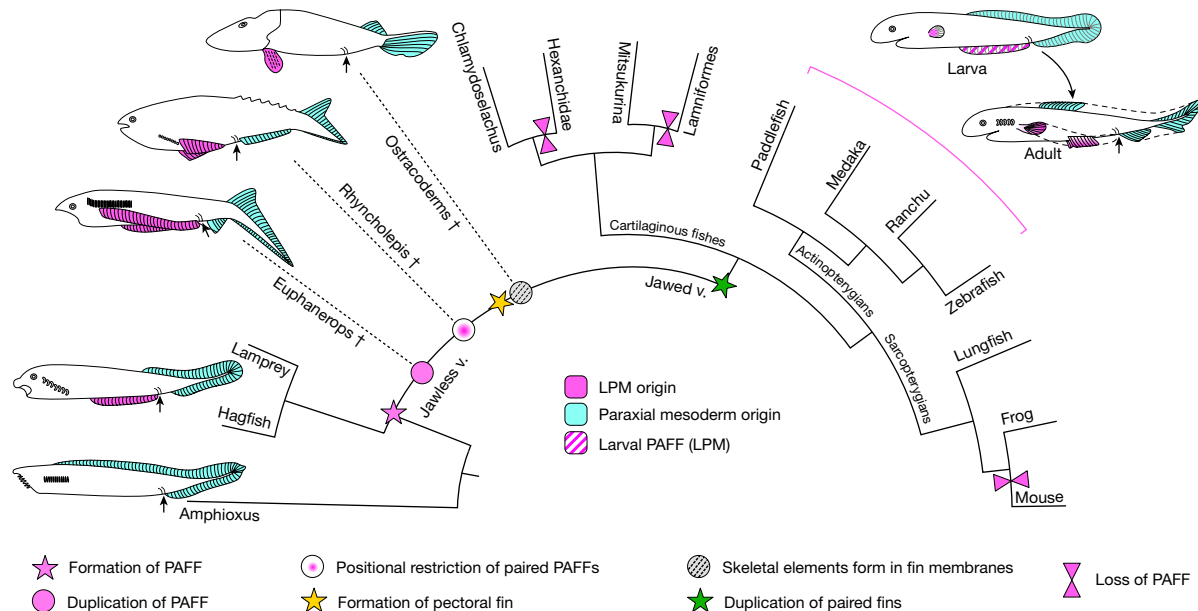 Chlamydoselachus
Hexanchidae
Mitsukurina
Lamniformes
Larva
Adult
Paddlefish
Medaka
Ranchu
Zebrafish
Ostracoderms †
Rhyncholepis †
Euphanerops †
Cartilaginous fishes
Actinopterygians
Jawed v.
Sarcopterygians
Lungfish
Lamprey
Hagfish
Jawless v.
Frog
Mouse
Amphioxus
LPM origin
Paraxial mesoderm origin
Larval PAFF (LPM)
Formation of PAFF
Positional restriction of paired PAFFs
Skeletal elements form in fin membranes
Loss of PAFF
Duplication of PAFF
Formation of pectoral fin
Duplication of paired fins